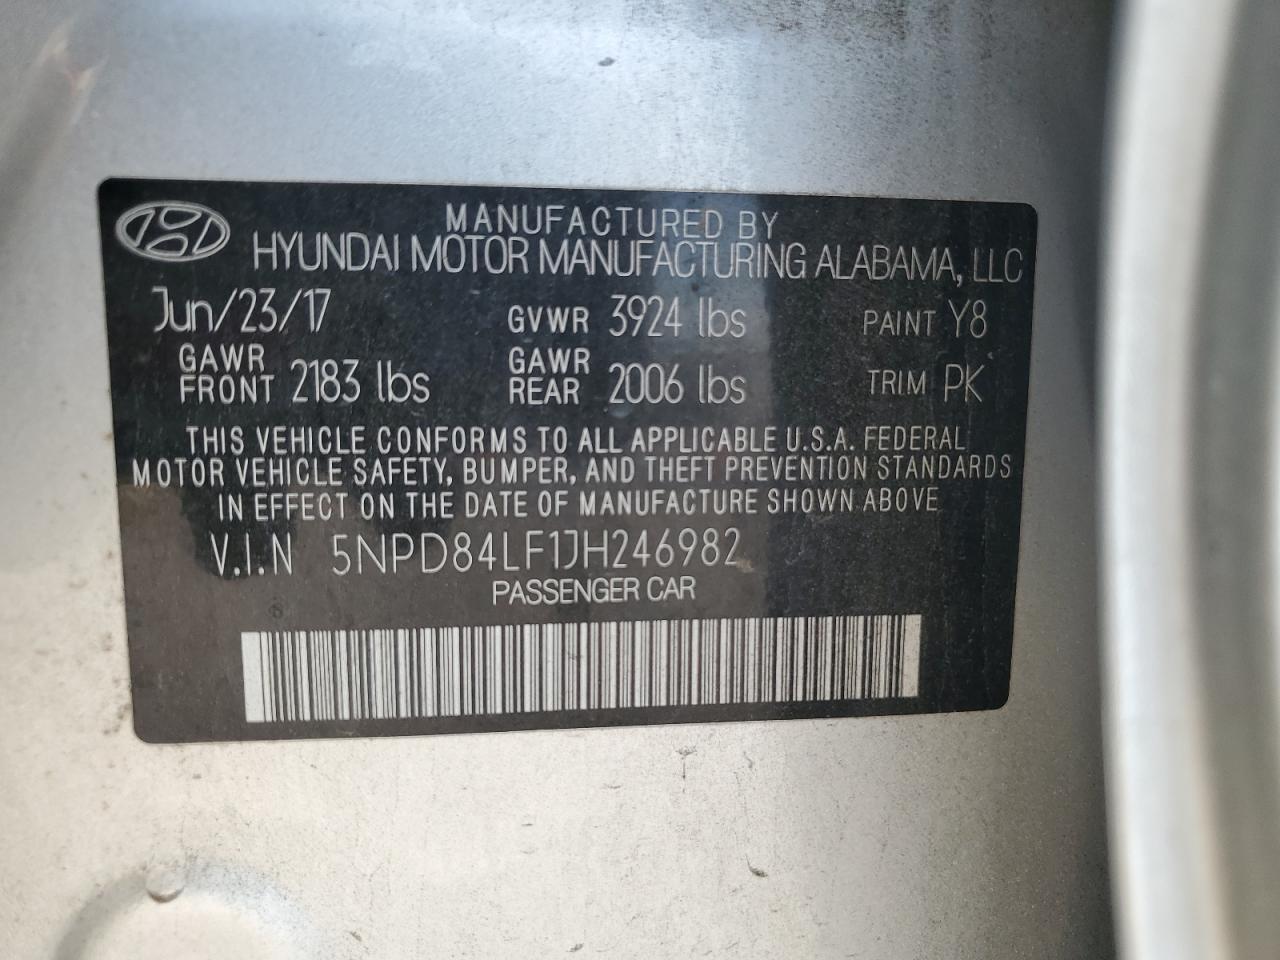 MANUFACTURED BY
HYUNDAI MOTOR MANUFACTURING ALABAMA, LLC
Jun/23/17 GVWR 3924 lbs PAINT Y8
GAWR FRONT 2183 lbs GAWR REAR 2006 lbs TRIM PK
THIS VEHICLE CONFORMS TO ALL APPLICABLE U.S.A. FEDERAL
MOTOR VEHICLE SAFETY, BUMPER, AND THEFT PREVENTION STANDARDS
IN EFFECT ON THE DATE OF MANUFACTURE SHOWN ABOVE
V.I.N 5NPD84LF1JH246982
PASSENGER CAR